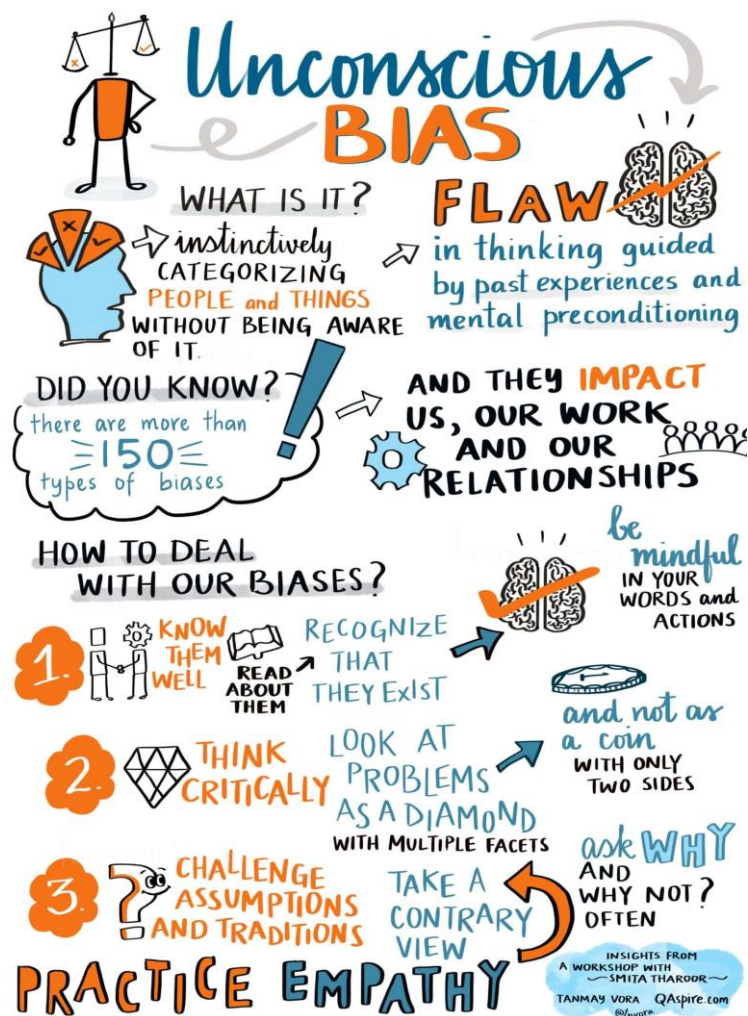 Unconscious
BIAS
WHAT IS IT?
instinctively
CATEGORIZING
PEOPLE and THINGS
WITHOUT BEING AWARE
OF IT.
FLAW
in thinking guided
by past experiences and
mental preconditioning
DID YOU KNOW?
there are more than
150
types of biases
AND THEY IMPACT
US, OUR WORK
AND OUR
RELATIONSHIPS
HOW TO DEAL
WITH OUR BIASES?
1.
KNOW
THEM
WELL
READ
ABOUT
THEM
RECOGNIZE
THAT
THEY EXIST
be
mindful
IN YOUR
WORDS and
ACTIONS
2.
THINK
CRITICALLY
LOOK AT
PROBLEMS
AS A DIAMOND
WITH MULTIPLE FACETS
and not as
a coin
WITH ONLY
TWO SIDES
3.
CHALLENGE
ASSUMPTIONS
AND TRADITIONS
TAKE A
CONTRARY
VIEW
ask WHY
AND
WHY NOT?
OFTEN
PRACTICE EMPATHY
INSIGHTS FROM
A WORKSHOP WITH
SMITA THAROOR
TANMAY VORA QAspire.com